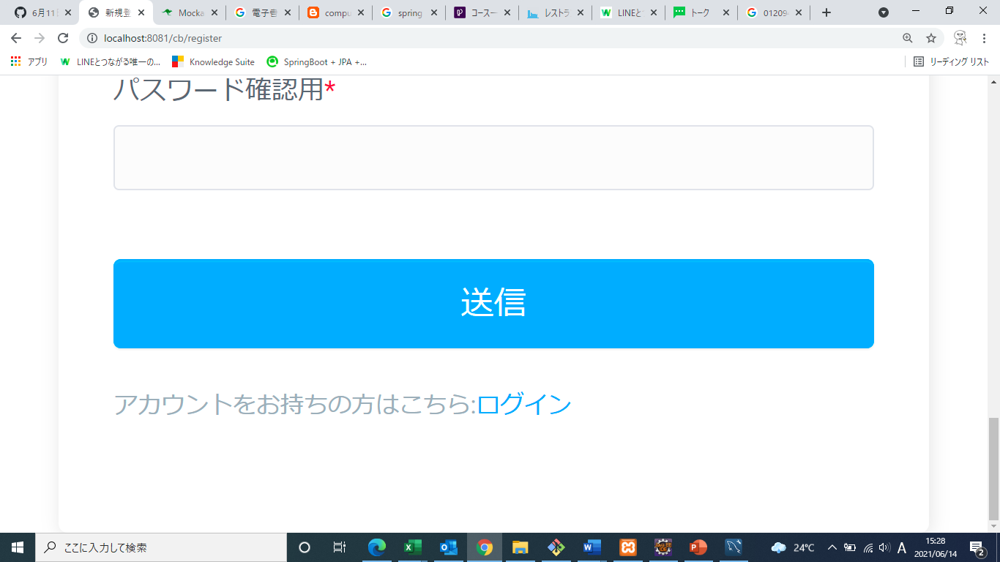 6月11
新規登
Mocka
電子書
compu
spring
コース一
レストラ
LINEと
トーク
01209
localhost:8081/cb/register
アプリ
LINEとつながる唯一の...
Knowledge Suite
SpringBoot + JPA +...
リーディング リスト
パスワード確認用*
送信
アカウントをお持ちの方はこちら:ログイン
ここに入力して検索
24℃
A
15:28
2021/06/14
2